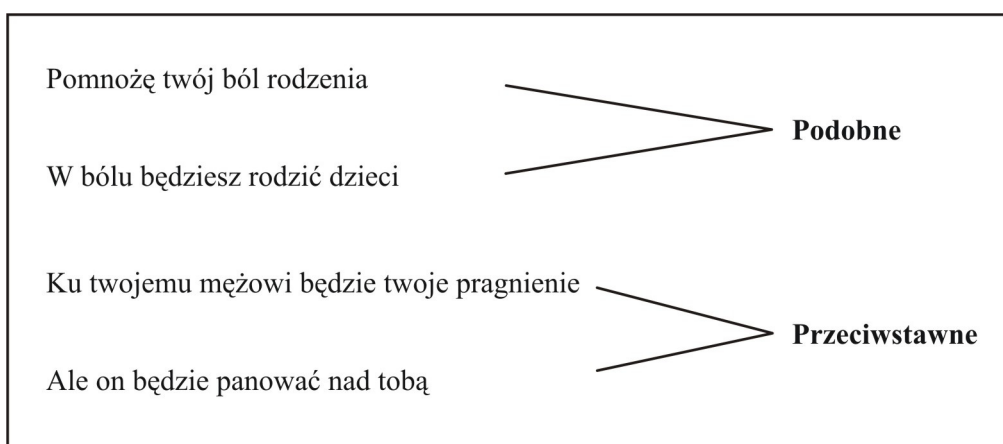 Pomnożę twój ból rodzenia
Podobne
W bólu będziesz rodzić dzieci
Ku twojemu mężowi będzie twoje pragnienie
Przeciwstawne
Ale on będzie panować nad tobą